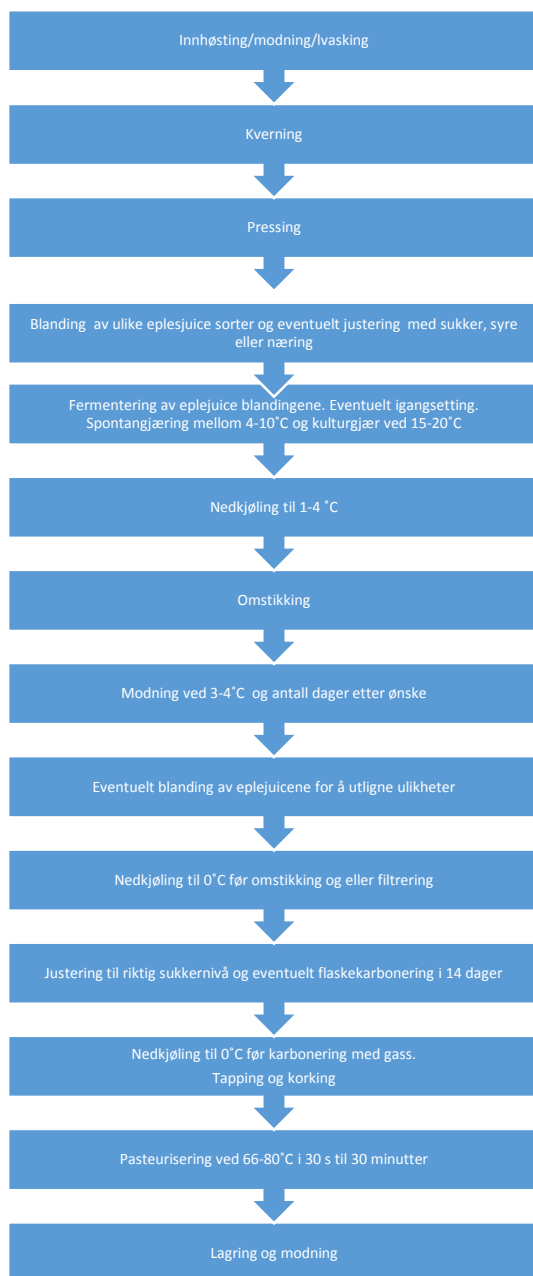 Innhøsting/modning/lvasking
Kverning
Pressing
Blanding av ulike eplesjuice sorter og eventuelt justering med sukker, syre
eller næring
Fermentering av eplejuice blandingene. Eventuelt igangsetting.
Spontangjæring mellom 4-10˚C og kulturgjær ved 15-20˚C
Nedkjøling til 1-4 ˚C
Omstikking
Modning ved 3-4˚C og antall dager etter ønske
Eventuelt blanding av eplejuicene for å utligne ulikheter
Nedkjøling til 0˚C før omstikking og eller filtrering
Justering til riktig sukkernivå og eventuelt flaskekarbonering i 14 dager
Nedkjøling til 0˚C før karbonering med gass.
Tapping og korking
Pasteurisering ved 66-80˚C i 30 s til 30 minutter
Lagring og modning